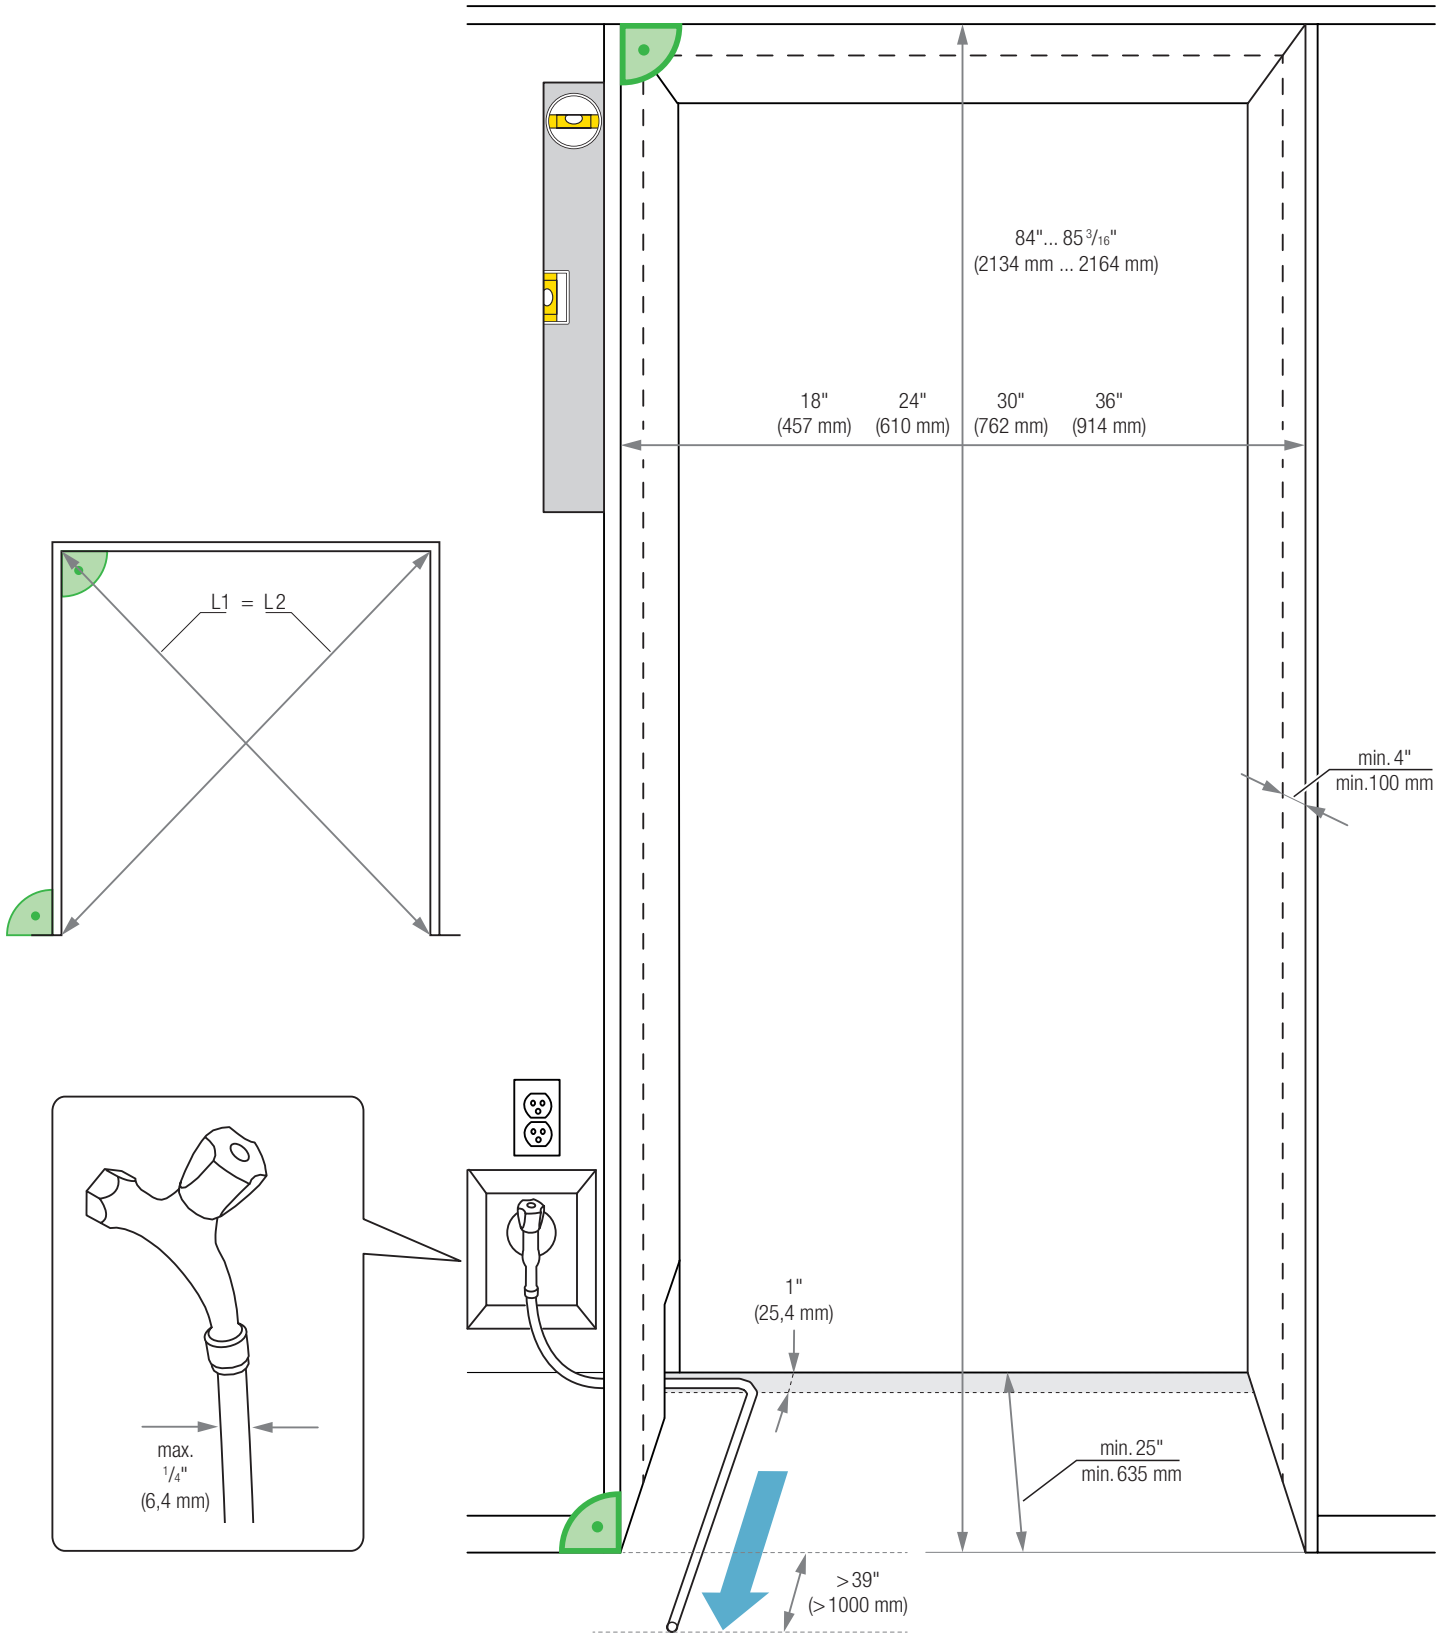 84"... 85 3/16"
(2134 mm ... 2164 mm)
18" 24" 30" 36"
(457 mm) (610 mm) (762 mm) (914 mm)
L1 = L2
min. 4"
min.100 mm
1"
(25,4 mm)
max.
1/4"
(6,4 mm)
min. 25"
min. 635 mm
>39"
(>1000 mm)